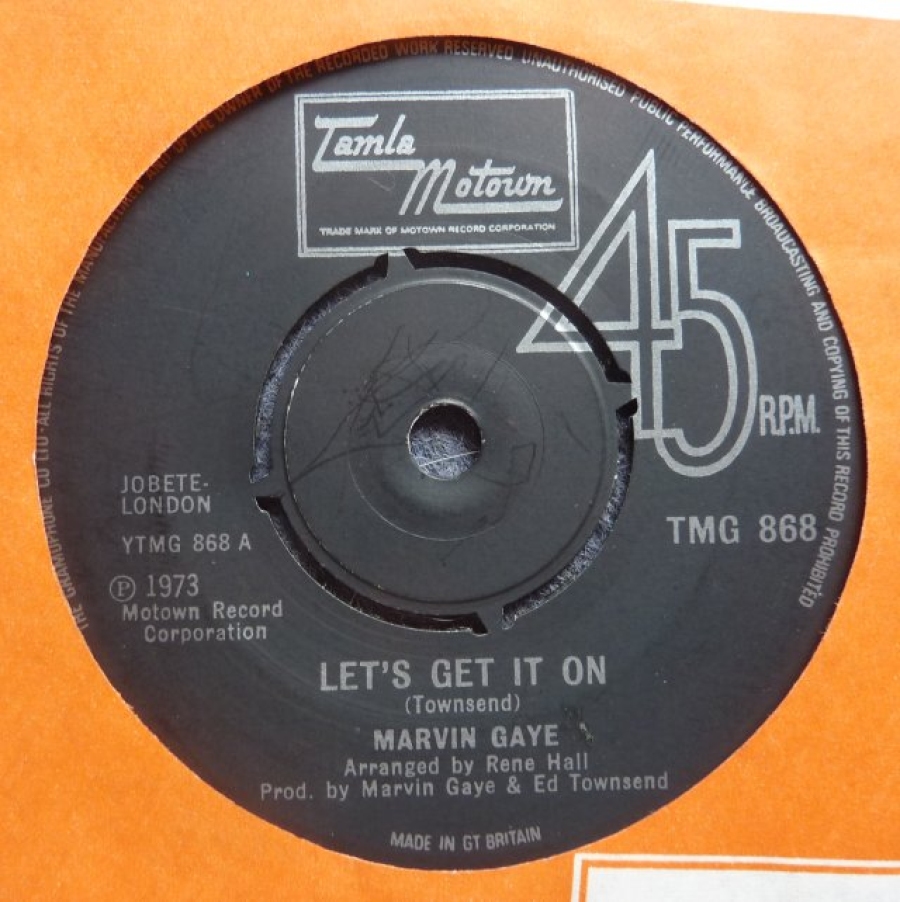 THE GRAMOPHONE CO LTD · ALL RIGHTS OF THE MANUFACTURER AND OF THE OWNER OF THE RECORDED WORK RESERVED UNAUTHORISED PUBLIC PERFORMANCE BROADCASTING AND COPYING OF THIS RECORD PROHIBITED
Tamla
Motown
TRADE MARK OF MOTOWN RECORD CORPORATION
45
R.P.M.
JOBETE-
LONDON
YTMG 868 A
TMG 868
Ⓟ 1973
Motown Record
Corporation
LET'S GET IT ON
(Townsend)
MARVIN GAYE
Arranged by Rene Hall
Prod. by Marvin Gaye & Ed Townsend
MADE IN GT BRITAIN